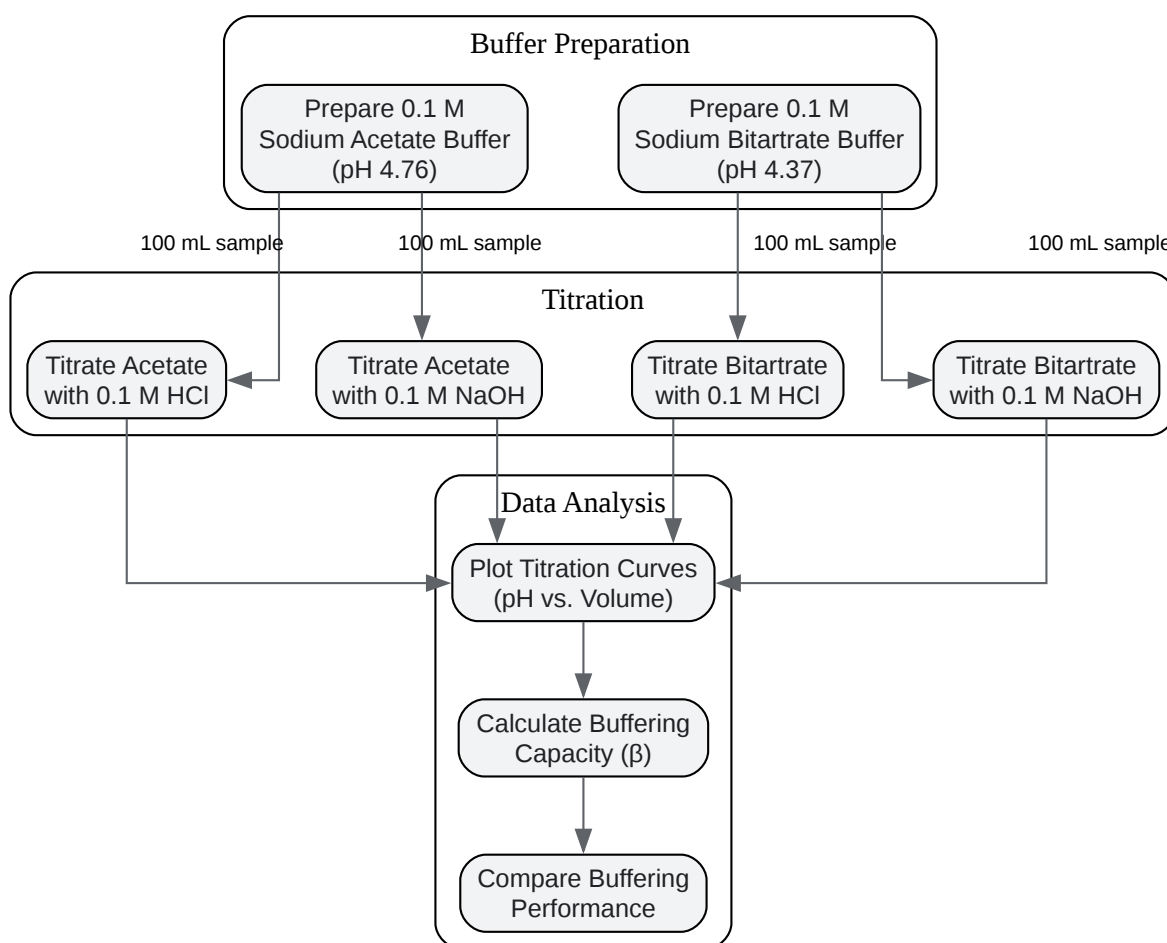 Buffer Preparation
Prepare 0.1 M
Sodium Acetate Buffer
(pH 4.76)
Prepare 0.1 M
Sodium Bitartrate Buffer
(pH 4.37)
100 mL sample
100 mL sample
100 mL sample
100 mL sample
Titration
Titrate Acetate
with 0.1 M HCl
Titrate Acetate
with 0.1 M NaOH
Titrate Bitartrate
with 0.1 M HCl
Titrate Bitartrate
with 0.1 M NaOH
Data Analysis
Plot Titration Curves
(pH vs. Volume)
Calculate Buffering
Capacity (β)
Compare Buffering
Performance